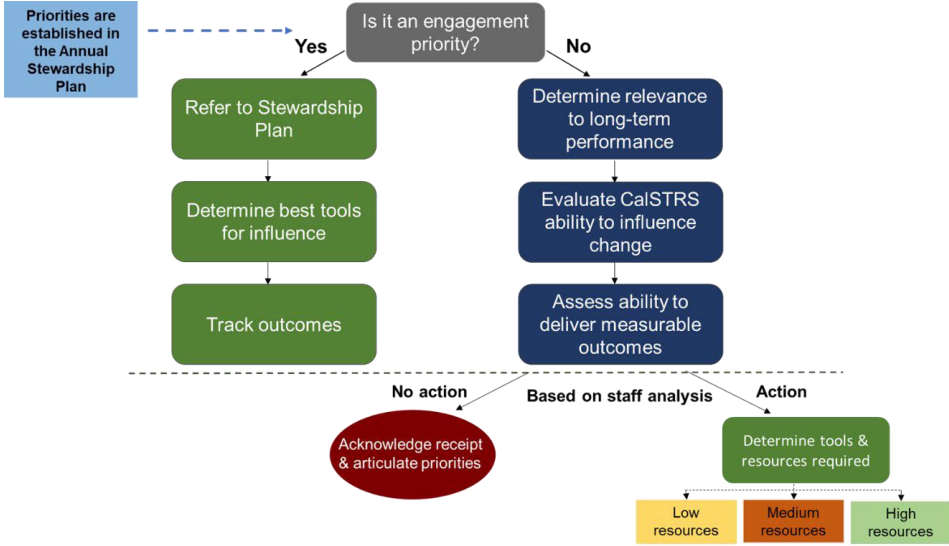 Priorities are
established in
the Annual
Stewardship
Plan
Is it an engagement
priority?
Yes
No
Refer to Stewardship
Plan
Determine relevance
to long-term
performance
Determine best tools
for influence
Evaluate CalSTRS
ability to influence
change
Track outcomes
Assess ability to
deliver measurable
outcomes
No action
Based on staff analysis
Action
Acknowledge receipt
& articulate priorities
Determine tools &
resources required
Low
resources
Medium
resources
High
resources